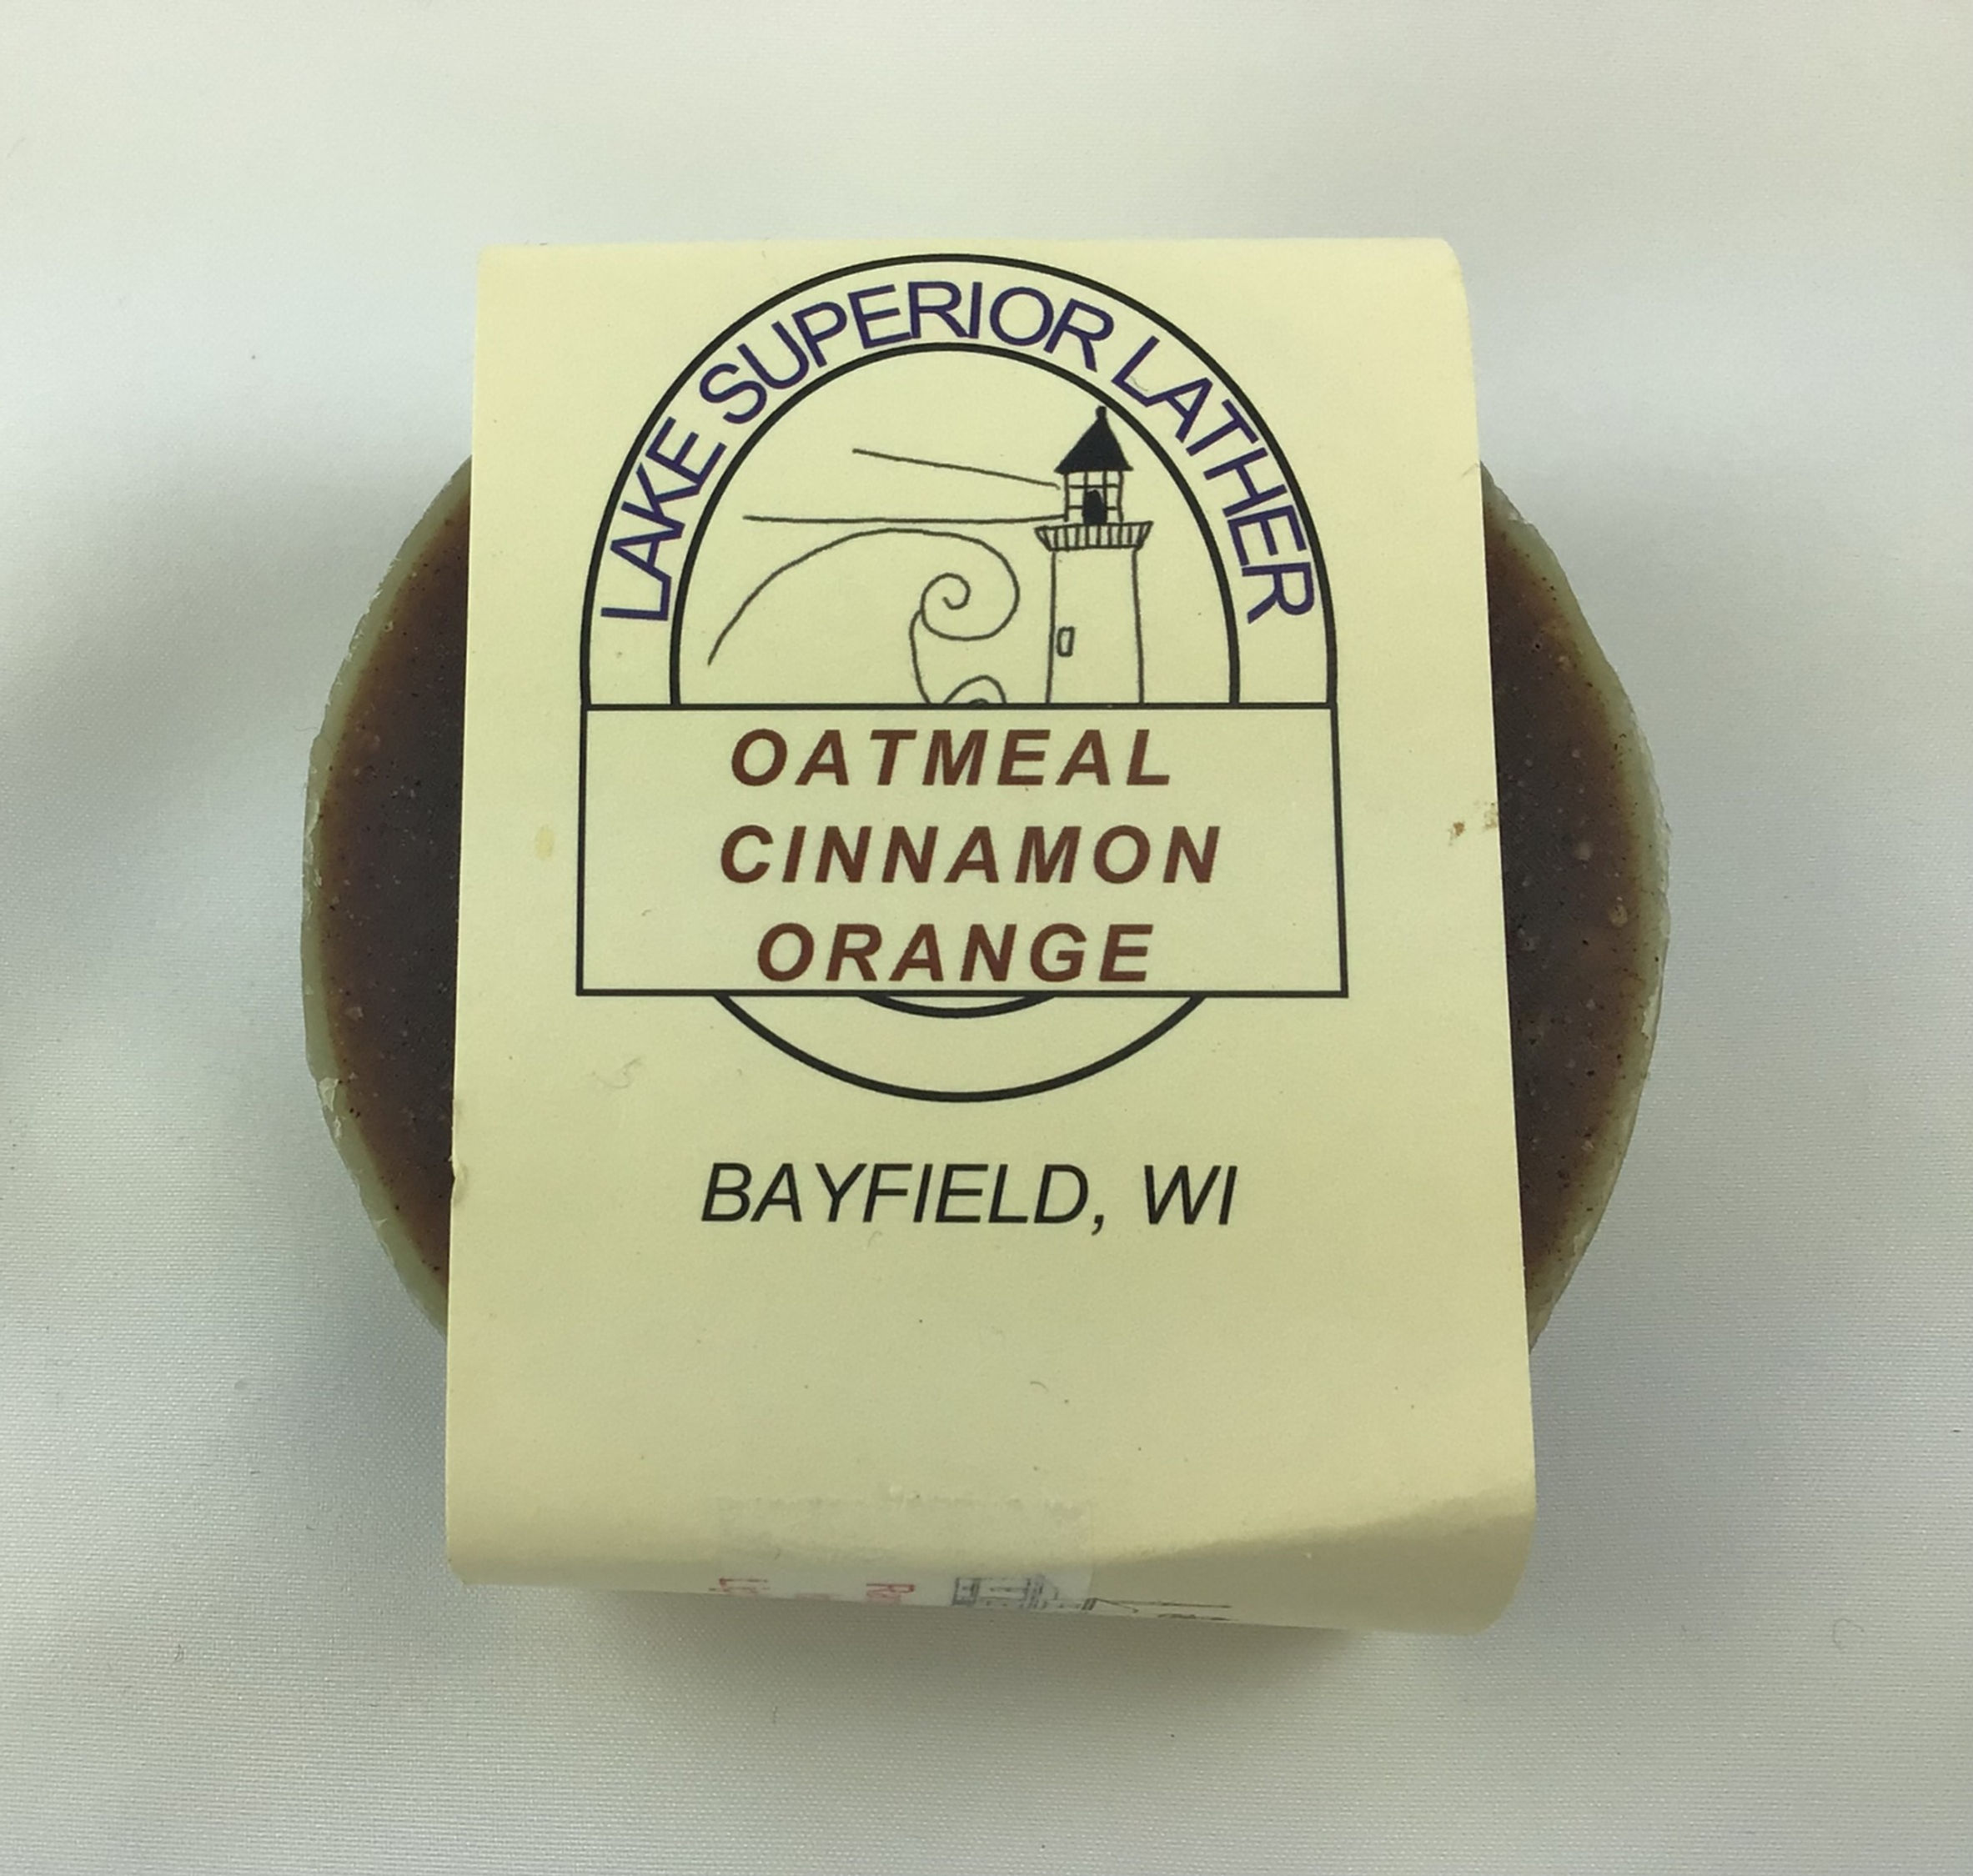 LAKE SUPERIOR LATHER
OATMEAL
CINNAMON
ORANGE
BAYFIELD, WI